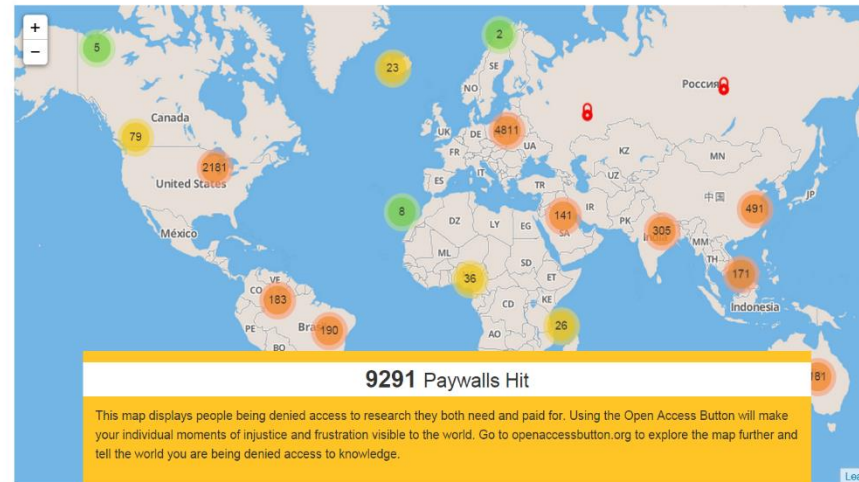 +
−
5
2
23
SE
NO
Россия
Canada
79
2181
United States
UK
DE
4811
UA
FR
KZ
MN
IT
UZ
ES
TR
JP
中国
8
DZ
LY
EG
141
SA
IR
PK
305
491
MM
TH
México
ML
SD
36
ET
171
VE
CO
183
CD
KE
Indonesia
PE
190
AO
26
BO
181
9291 Paywalls Hit
This map displays people being denied access to research they both need and paid for. Using the Open Access Button will make
your individual moments of injustice and frustration visible to the world. Go to openaccessbutton.org to explore the map further and
tell the world you are being denied access to knowledge.